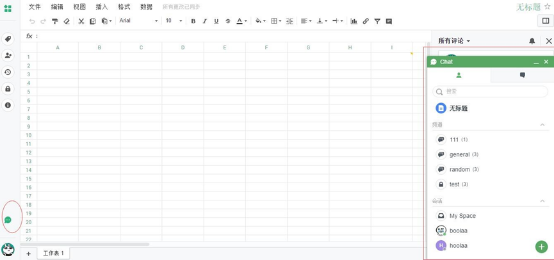 文件 编辑 视图 插入 格式 数据 所有更改已同步
无标题
Arial 10 B I U S A
fx
所有评论
A B C D E F G H I
1
2
3
4
5
6
7
8
9
10
11
12
13
14
15
16
17
18
19
20
21
22
Chat
搜索
无标题
频道
111 (1)
general (3)
random (3)
test (3)
会话
My Space
hoolaa
hoolaa
工作表 1